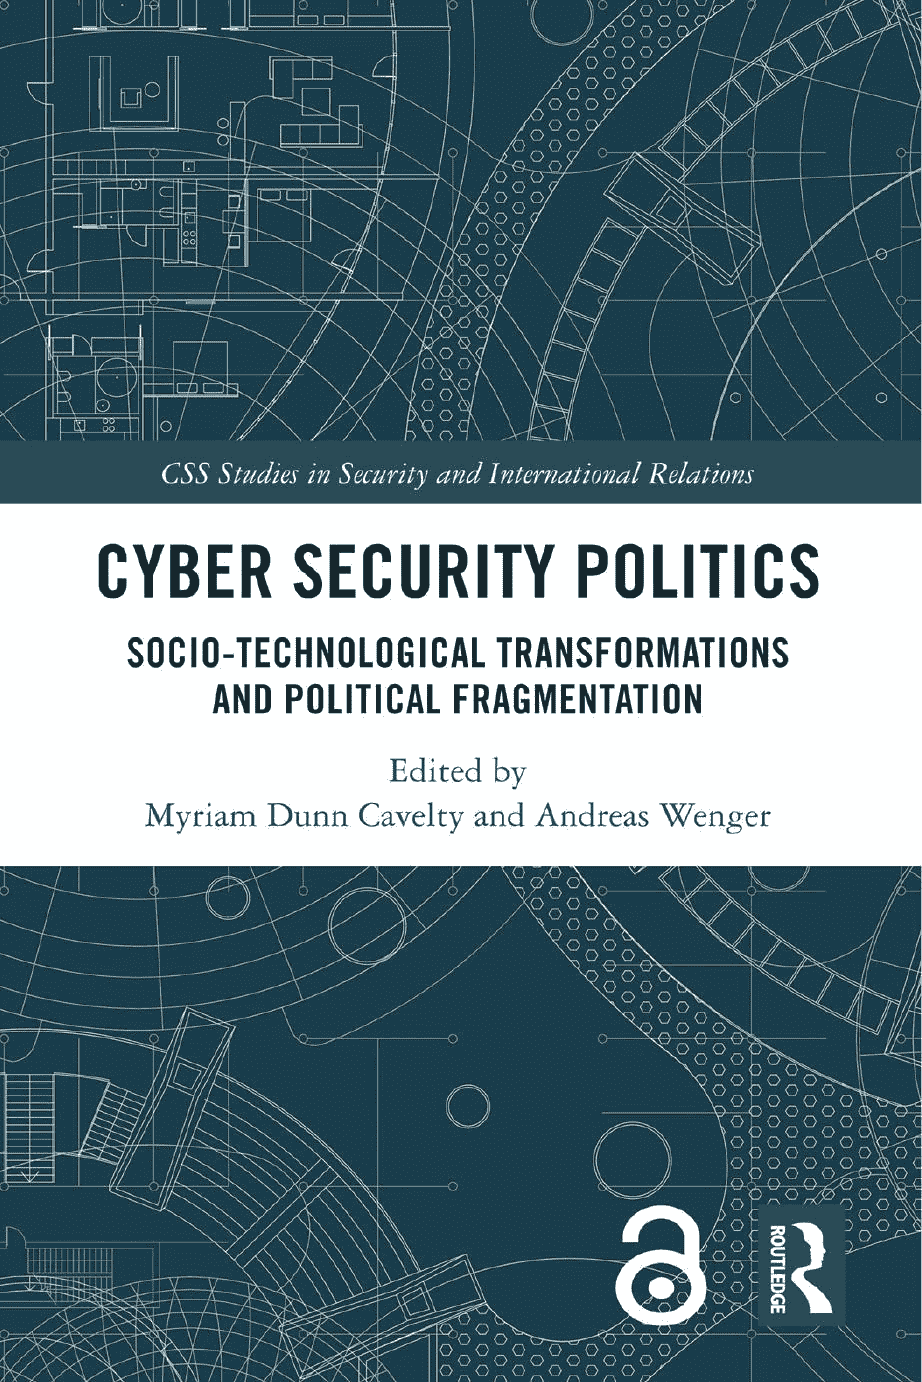 CSS Studies in Security and International Relations
CYBER SECURITY POLITICS
SOCIO-TECHNOLOGICAL TRANSFORMATIONS
AND POLITICAL FRAGMENTATION
Edited by
Myriam Dunn Cavelty and Andreas Wenger
ROUTLEDGE